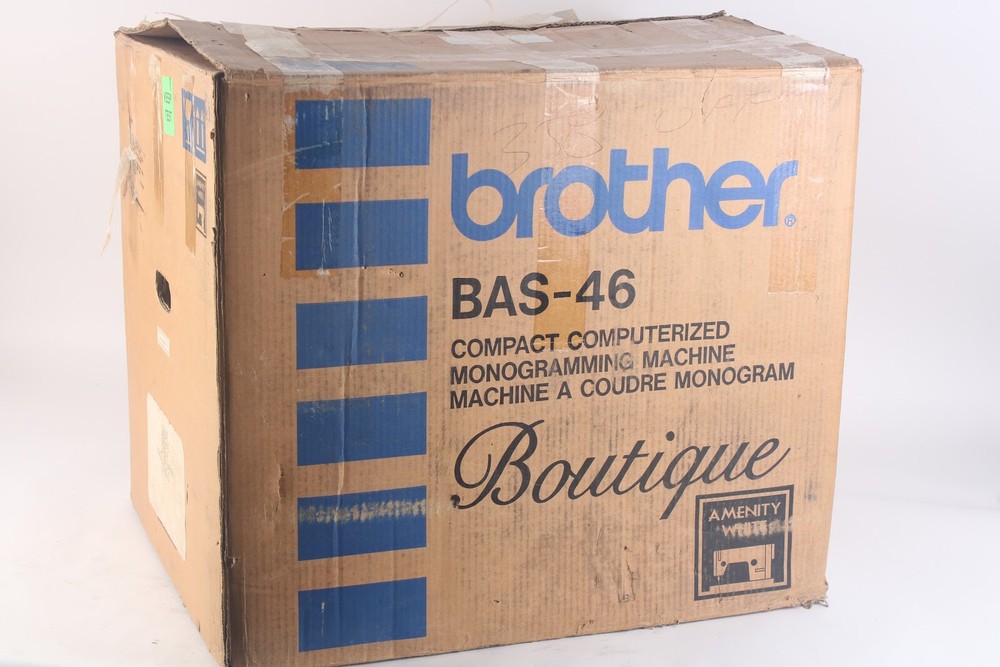 brother®
BAS-46
COMPACT COMPUTERIZED
MONOGRAMMING MACHINE
MACHINE A COUDRE MONOGRAM
Boutique
AMENITY
WHITE